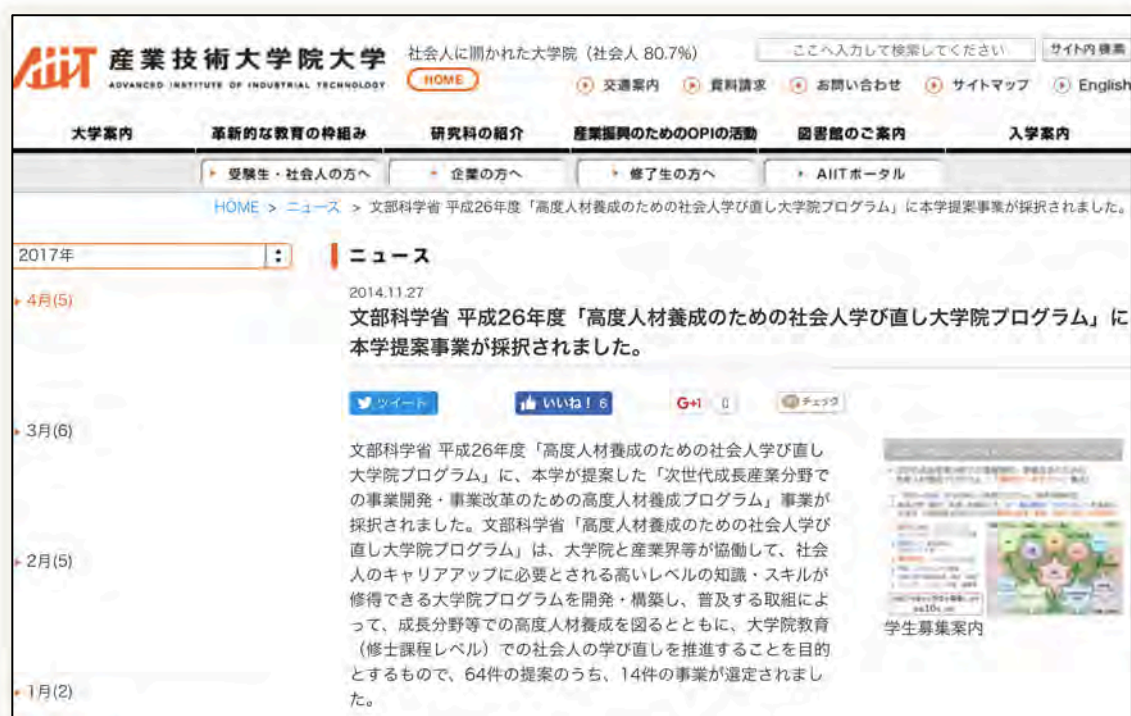 AIIT 産業技術大学院大学
ADVANCED INSTITUTE OF INDUSTRIAL TECHNOLOGY
社会人に開かれた大学院（社会人 80.7%）
HOME
ここへ入力して検索してください
サイト内検索
交通案内 資料請求 お問い合わせ サイトマップ English
大学案内 革新的な教育の枠組み 研究科の紹介 産業振興のためのOPIの活動 図書館のご案内 入学案内
受験生・社会人の方へ 企業の方へ 修了生の方へ AIITポータル
HOME > ニュース > 文部科学省 平成26年度「高度人材養成のための社会人学び直し大学院プログラム」に本学提案事業が採択されました。
2017年
4月(5)
3月(6)
2月(5)
1月(2)
ニュース
2014.11.27
文部科学省 平成26年度「高度人材養成のための社会人学び直し大学院プログラム」に
本学提案事業が採択されました。
ツイート いいね！ 6 G+1 0 チェック
文部科学省 平成26年度「高度人材養成のための社会人学び直し
大学院プログラム」に、本学が提案した「次世代成長産業分野で
の事業開発・事業改革のための高度人材養成プログラム」事業が
採択されました。文部科学省「高度人材養成のための社会人学び
直し大学院プログラム」は、大学院と産業界等が協働して、社会
人のキャリアアップに必要とされる高いレベルの知識・スキルが
修得できる大学院プログラムを開発・構築し、普及する取組によ
って、成長分野等での高度人材養成を図るとともに、大学院教育
（修士課程レベル）での社会人の学び直しを推進することを目的
とするもので、64件の提案のうち、14件の事業が選定されまし
た。
学生募集案内